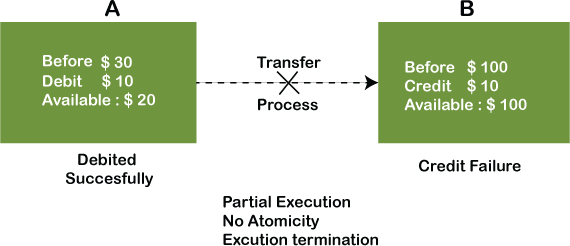 A
Before $ 30
Debit $ 10
Available : $ 20
Debited
Succesfully
Transfer
Process
B
Before $ 100
Credit $ 10
Available : $ 100
Credit Failure
Partial Execution
No Atomicity
Excution termination